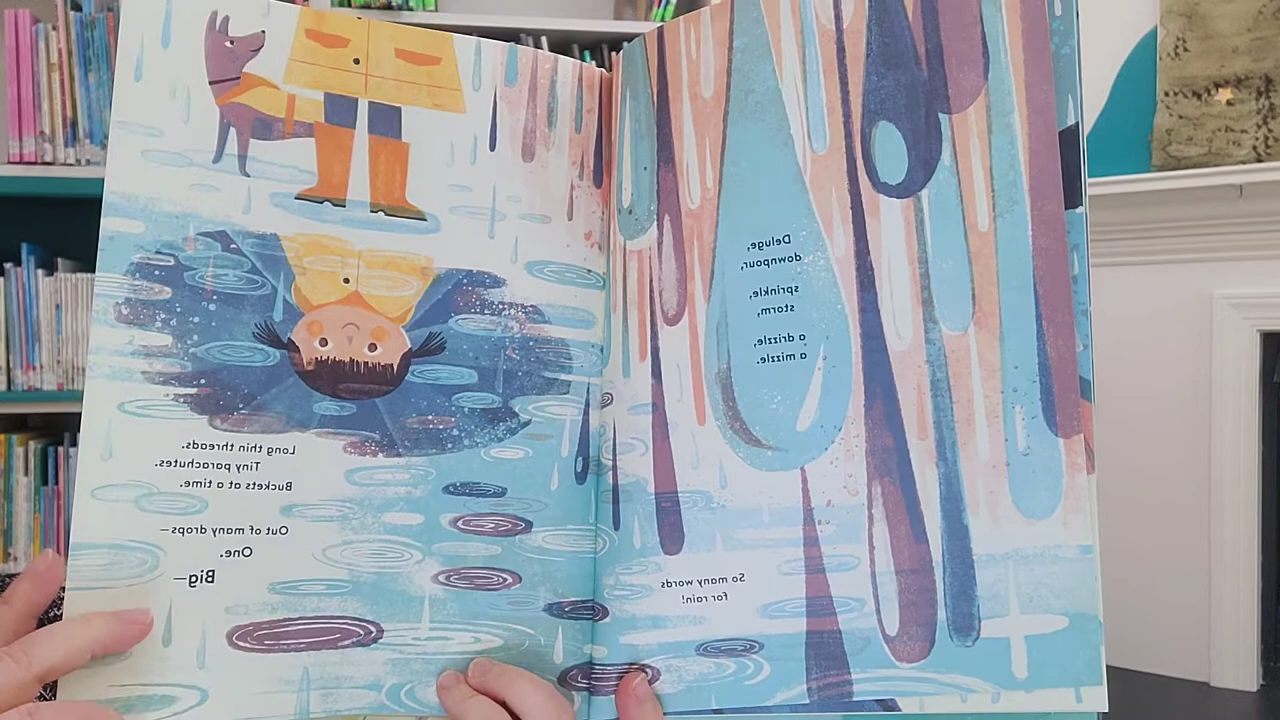 Deluge,
downpour,
sprinkle,
storm,
a drizzle,
a mizzle.
So many words
for rain!
Long thin threads.
Tiny parachutes.
Buckets at a time.
Out of many drops—
One.
Big—